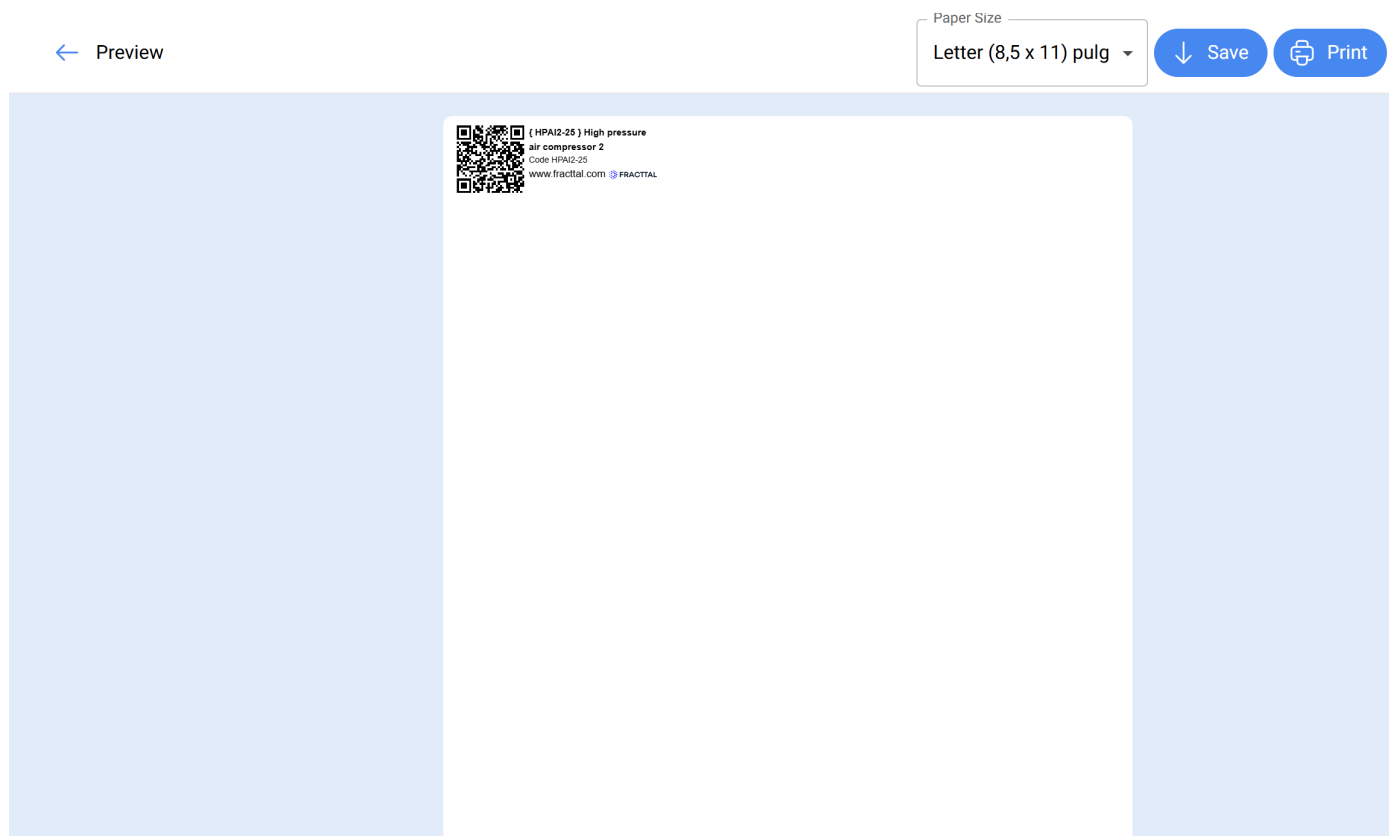 Preview
Paper Size
Letter (8,5 x 11) pulg
Save
Print
{ HPAI2-25 } High pressure
air compressor 2
Code HPAI2-25
www.fracttal.com FRACTTAL